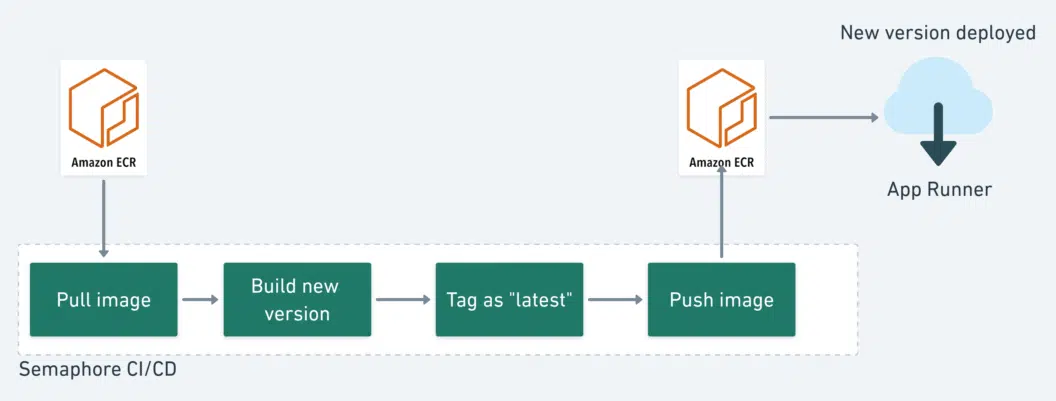 New version deployed
Amazon ECR
Amazon ECR
App Runner
Pull image
Build new
version
Tag as "latest"
Push image
Semaphore CI/CD